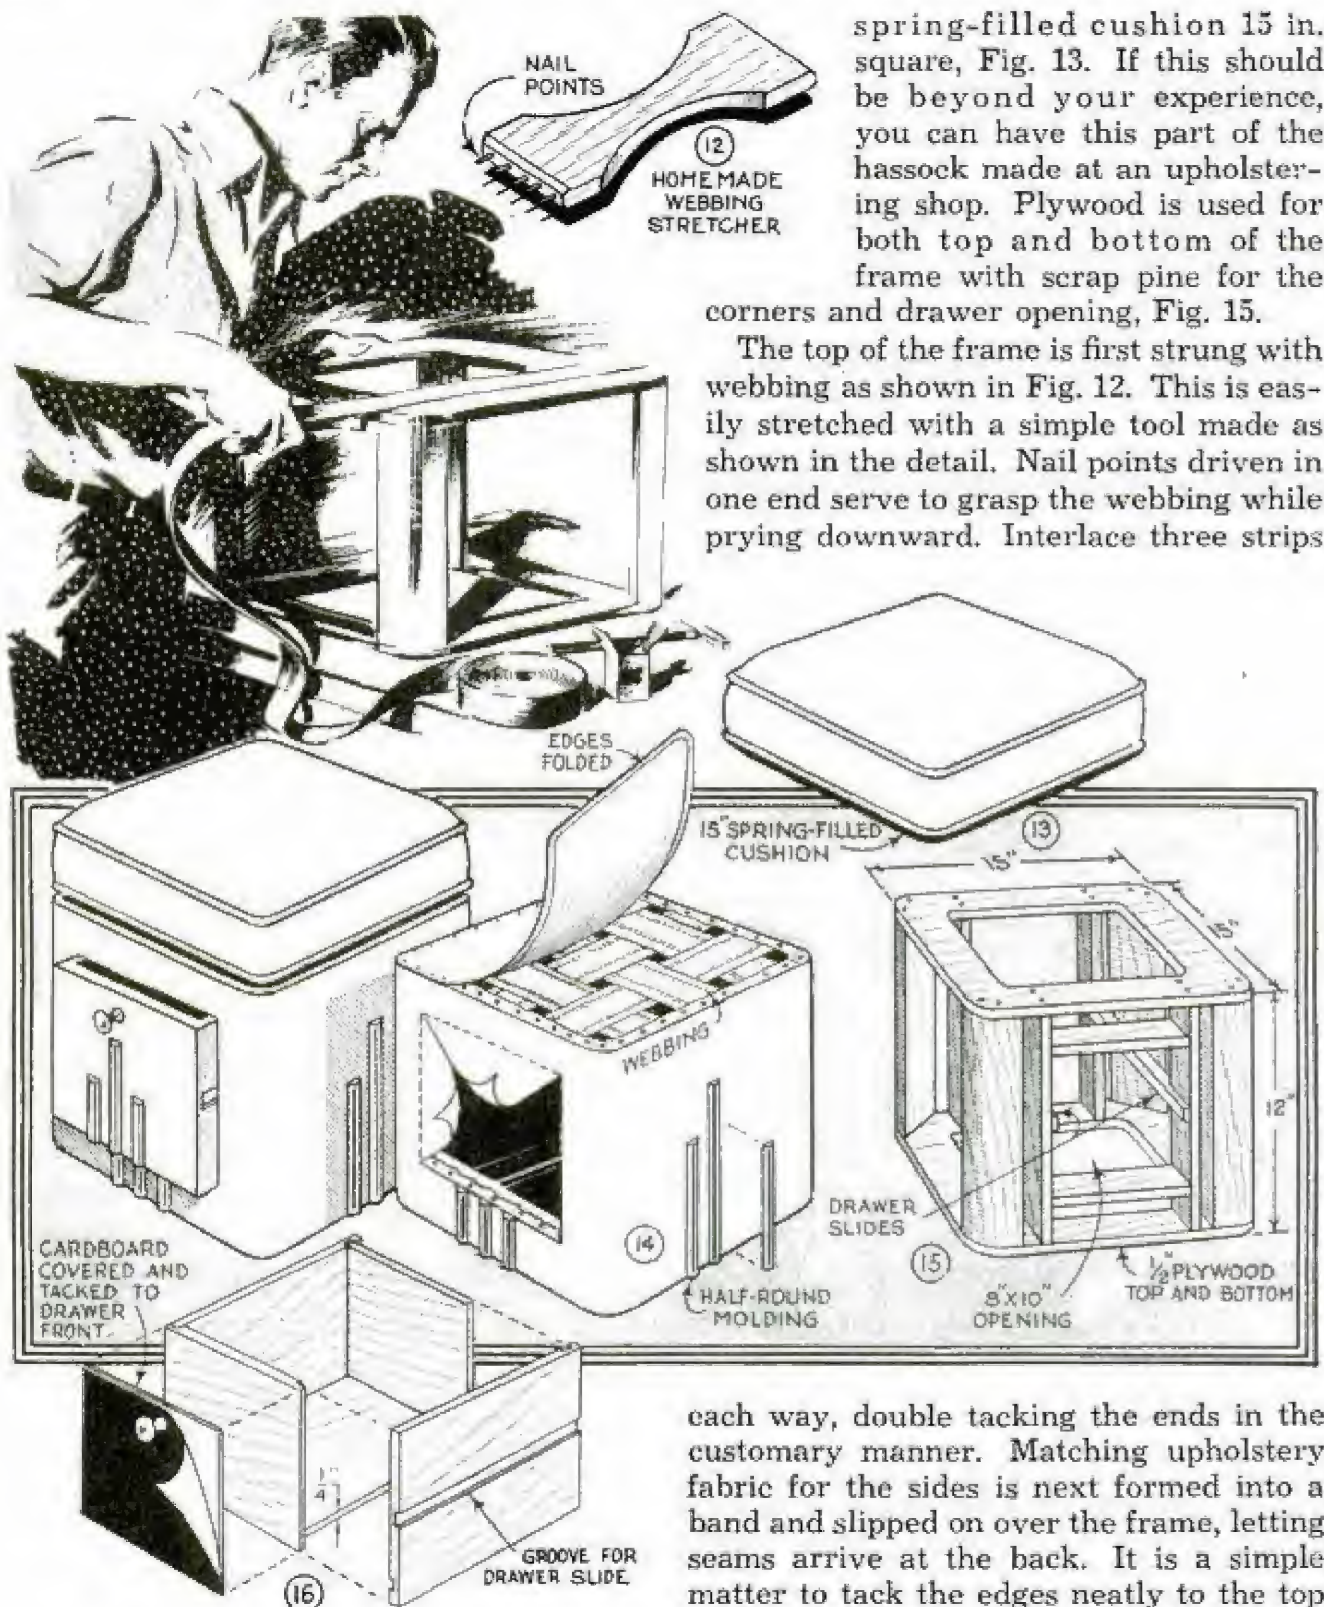 spring-filled cushion 15 in.
square, Fig. 13. If this should
be beyond your experience,
you can have this part of the
hassock made at an upholster-
ing shop. Plywood is used for
both top and bottom of the
frame with scrap pine for the
corners and drawer opening, Fig. 15.
The top of the frame is first strung with
webbing as shown in Fig. 12. This is eas-
ily stretched with a simple tool made as
shown in the detail. Nail points driven in
one end serve to grasp the webbing while
prying downward. Interlace three strips
NAIL
POINTS
12
HOMEMADE
WEBBING
STRETCHER
EDGES
FOLDED
15" SPRING-FILLED
CUSHION
13
15"
15"
12"
WEBBING
14
HALF-ROUND
MOLDING
DRAWER
SLIDES
15
8"X10"
OPENING
1/2" PLYWOOD
TOP AND BOTTOM
CARDBOARD
COVERED AND
TACKED TO
DRAWER
FRONT
1/4"
16
GROOVE FOR
DRAWER SLIDE
each way, double tacking the ends in the
customary manner. Matching upholstery
fabric for the sides is next formed into a
band and slipped on over the frame, letting
seams arrive at the back. It is a simple
matter to tack the edges neatly to the top